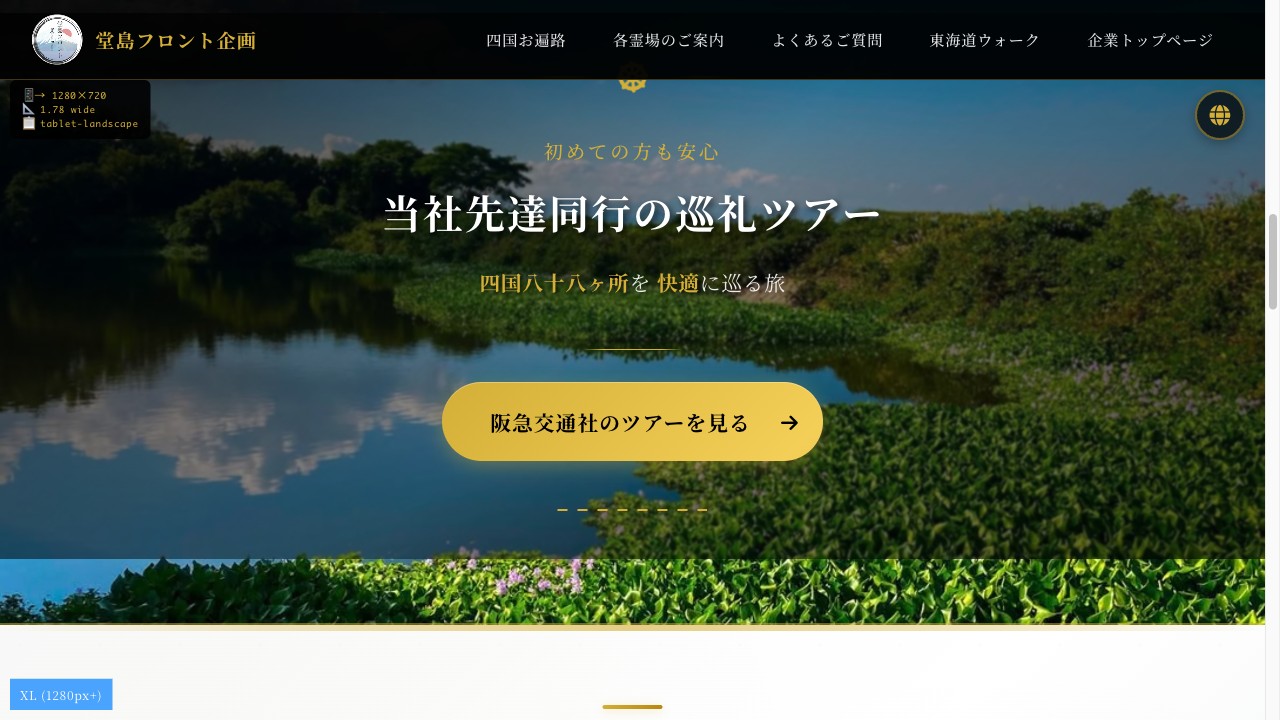 堂島フロント企画
四国お遍路
各霊場のご案内
よくあるご質問
東海道ウォーク
企業トップページ
→ 1280×720
1.78 wide
tablet-landscape
初めての方も安心
当社先達同行の巡礼ツアー
四国八十八ヶ所を 快適に巡る旅
阪急交通社のツアーを見る →
XL (1280px+)